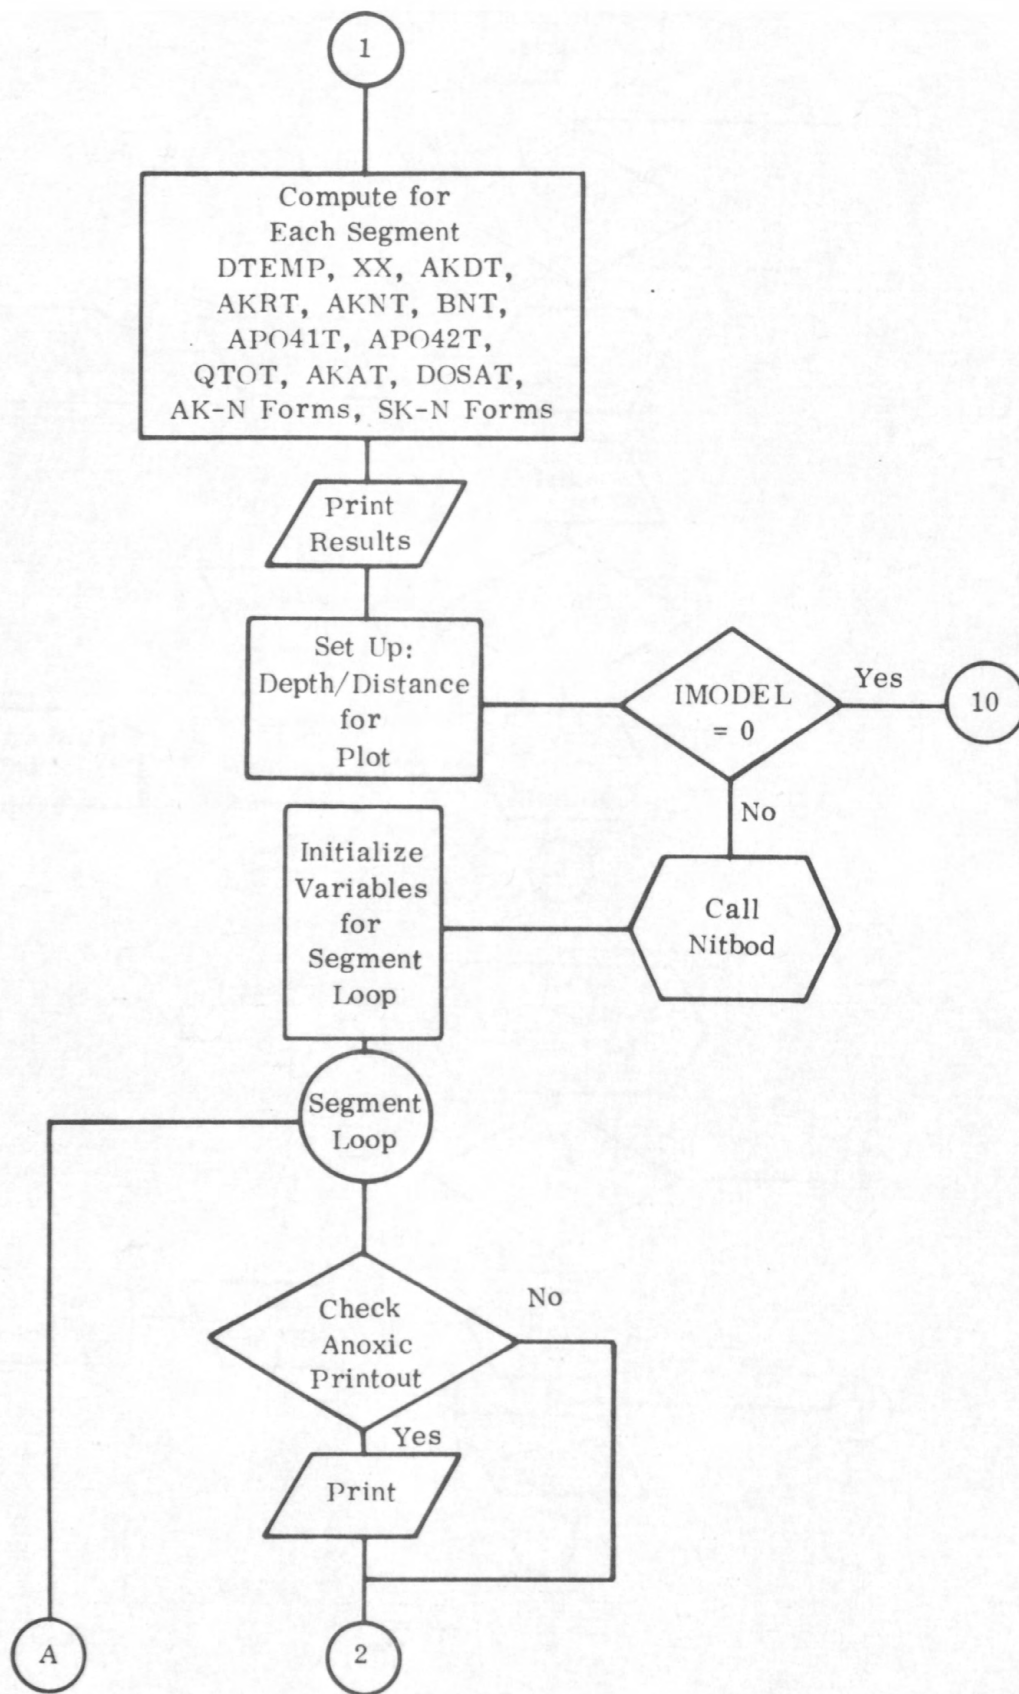 1
Compute for
Each Segment
DTEMP, XX, AKDT,
AKRT, AKNT, BNT,
APO41T, APO42T,
QTOT, AKAT, DOSAT,
AK-N Forms, SK-N Forms
Print
Results
Set Up:
Depth/Distance
for
Plot
IMODEL
= 0
Yes
10
No
Call
Nitbod
Initialize
Variables
for
Segment
Loop
Segment
Loop
Check
Anoxic
Printout
No
Yes
Print
A
2